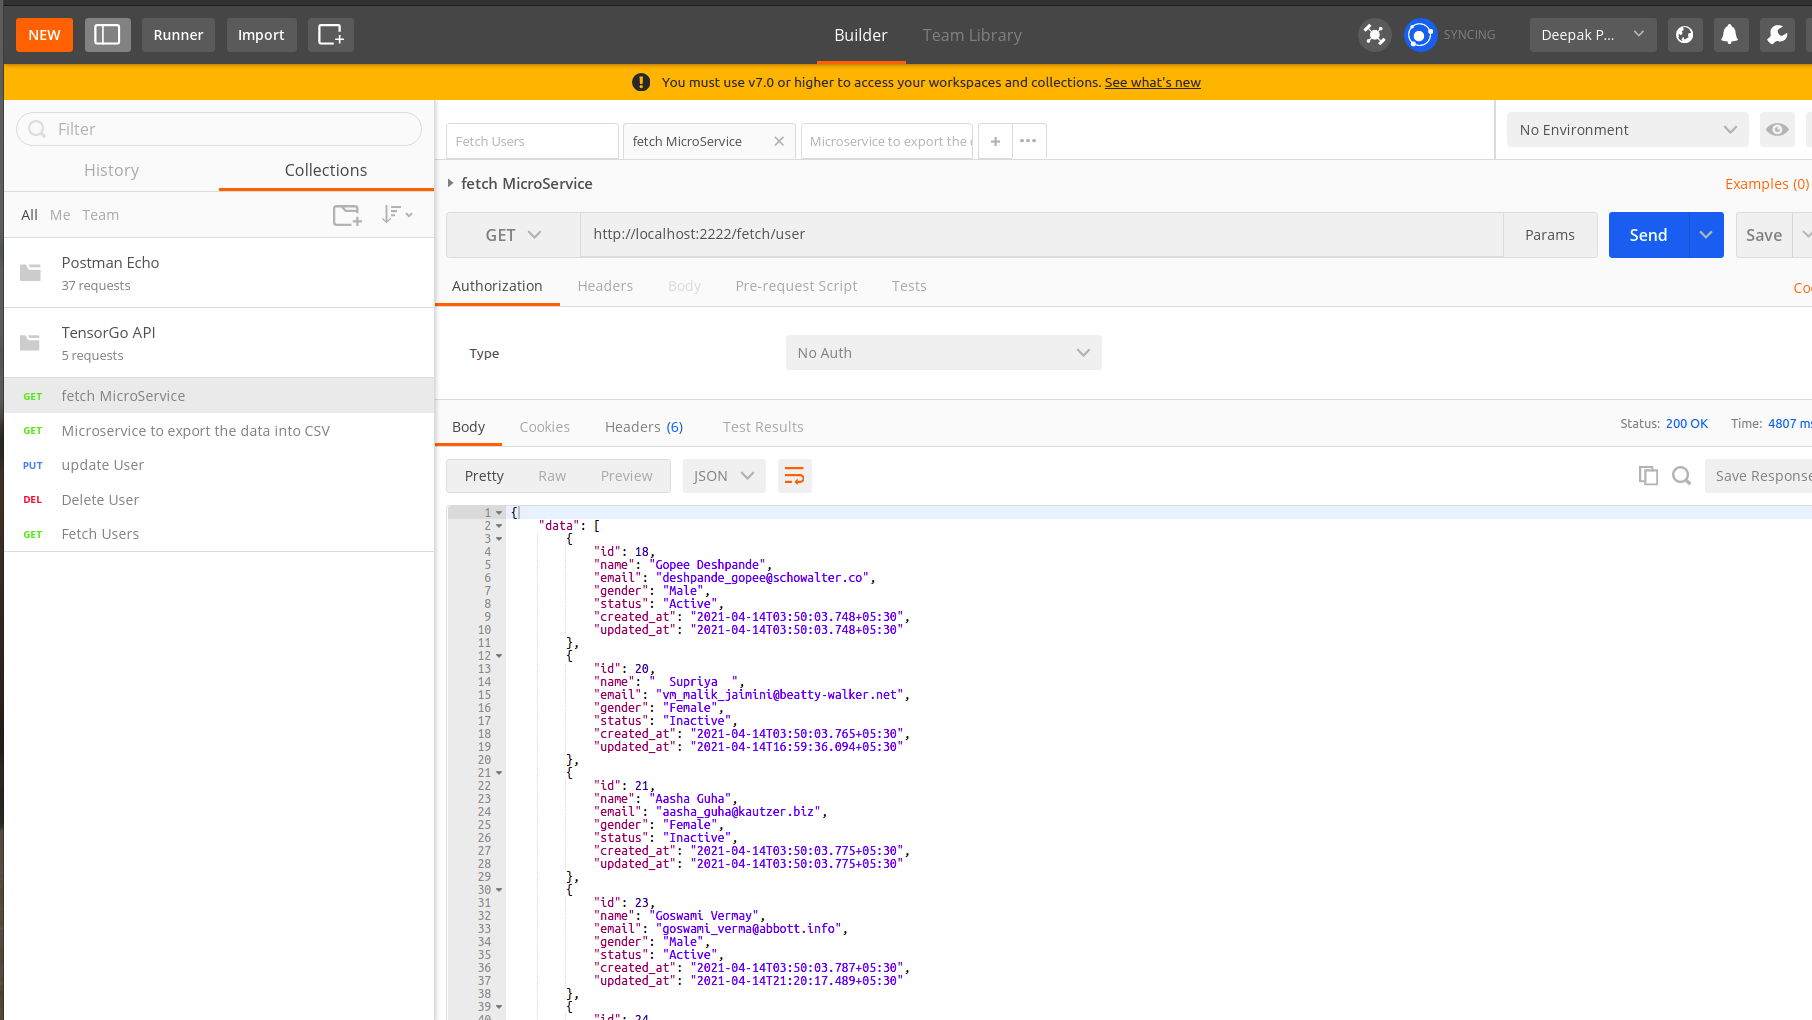 NEW Runner Import Builder Team Library SYNCING Deepak P...
You must use v7.0 or higher to access your workspaces and collections. See what's new
Filter
History Collections
All Me Team
Postman Echo
37 requests
TensorGo API
5 requests
GET fetch MicroService
GET Microservice to export the data into CSV
PUT update User
DEL Delete User
GET Fetch Users
Fetch Users fetch MicroService Microservice to export the + ••• No Environment
fetch MicroService Examples (0)
GET http://localhost:2222/fetch/user Params Send Save
Authorization Headers Body Pre-request Script Tests
Type No Auth
Body Cookies Headers (6) Test Results Status: 200 OK Time: 4807 ms
Pretty Raw Preview JSON Save Response
1 {
2 "data": [
3 {
4 "id": 18,
5 "name": "Gopee Deshpande",
6 "email": "deshpande_gopee@schowalter.co",
7 "gender": "Male",
8 "status": "Active",
9 "created_at": "2021-04-14T03:50:03.748+05:30",
10 "updated_at": "2021-04-14T03:50:03.748+05:30"
11 },
12 {
13 "id": 20,
14 "name": "  Supriya  ",
15 "email": "vm_malik_jaimini@beatty-walker.net",
16 "gender": "Female",
17 "status": "Inactive",
18 "created_at": "2021-04-14T03:50:03.765+05:30",
19 "updated_at": "2021-04-14T16:59:36.094+05:30"
20 },
21 {
22 "id": 21,
23 "name": "Aasha Guha",
24 "email": "aasha_guha@kautzer.biz",
25 "gender": "Female",
26 "status": "Inactive",
27 "created_at": "2021-04-14T03:50:03.775+05:30",
28 "updated_at": "2021-04-14T03:50:03.775+05:30"
29 },
30 {
31 "id": 23,
32 "name": "Goswami Vermay",
33 "email": "goswami_verma@abbott.info",
34 "gender": "Male",
35 "status": "Active",
36 "created_at": "2021-04-14T03:50:03.787+05:30",
37 "updated_at": "2021-04-14T21:20:17.489+05:30"
38 },
39 {
40 "id": 24